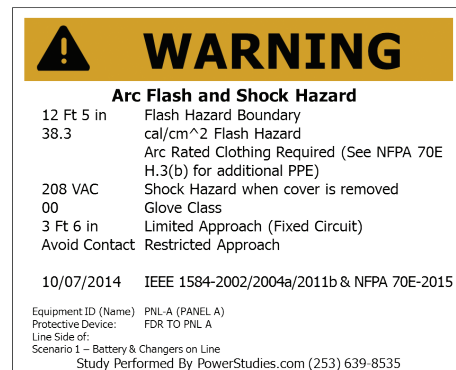 WARNING
Arc Flash and Shock Hazard
12 Ft 5 in Flash Hazard Boundary
38.3 cal/cm^2 Flash Hazard
Arc Rated Clothing Required (See NFPA 70E
H.3(b) for additional PPE)
208 VAC Shock Hazard when cover is removed
00 Glove Class
3 Ft 6 in Limited Approach (Fixed Circuit)
Avoid Contact Restricted Approach
10/07/2014 IEEE 1584-2002/2004a/2011b & NFPA 70E-2015
Equipment ID (Name) PNL-A (PANEL A)
Protective Device: FDR TO PNL A
Line Side of:
Scenario 1 – Battery & Changers on Line
Study Performed By PowerStudies.com (253) 639-8535